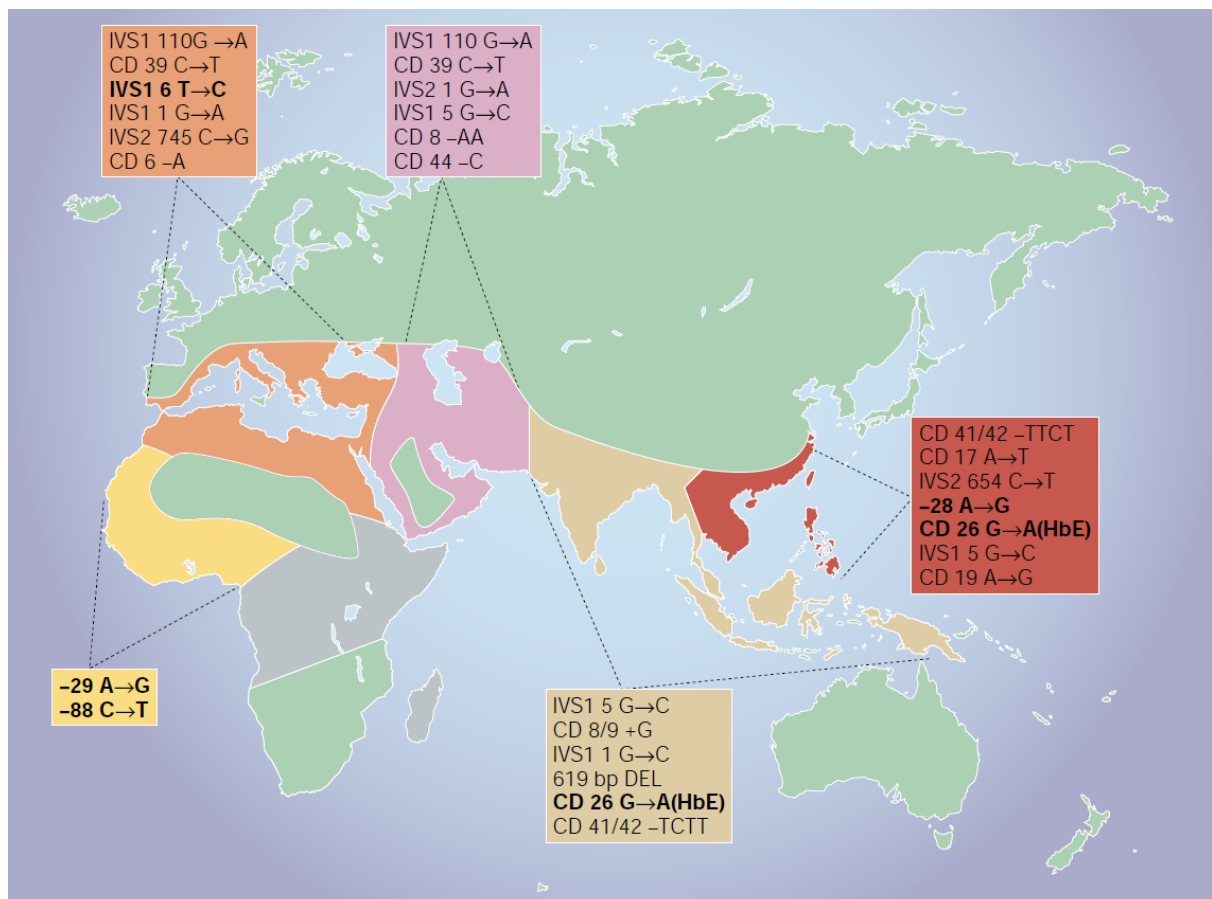 IVS1 110G →A
CD 39 C→T
IVS1 6 T→C
IVS1 1 G→A
IVS2 745 C→G
CD 6 –A
IVS1 110 G→A
CD 39 C→T
IVS2 1 G→A
IVS1 5 G→C
CD 8 –AA
CD 44 –C
CD 41/42 –TTCT
CD 17 A→T
IVS2 654 C→T
–28 A→G
CD 26 G→A(HbE)
IVS1 5 G→C
CD 19 A→G
–29 A→G
–88 C→T
IVS1 5 G→C
CD 8/9 +G
IVS1 1 G→C
619 bp DEL
CD 26 G→A(HbE)
CD 41/42 –TCTT